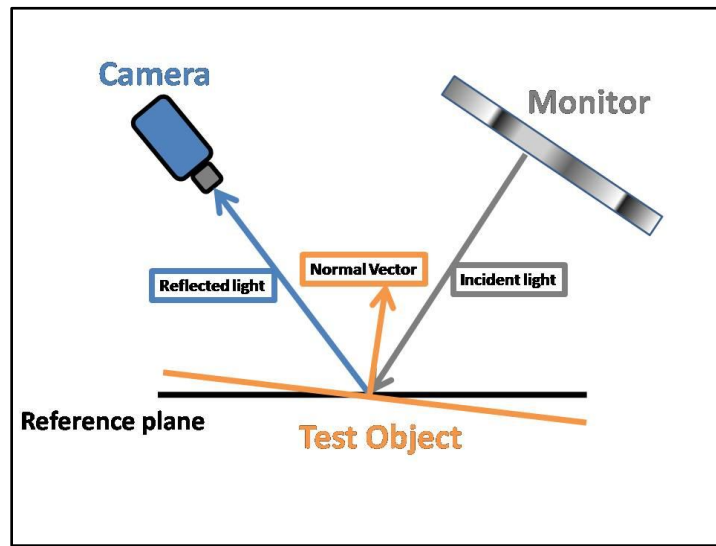 Camera
Monitor
Normal Vector
Reflected light
Incident light
Reference plane
Test Object